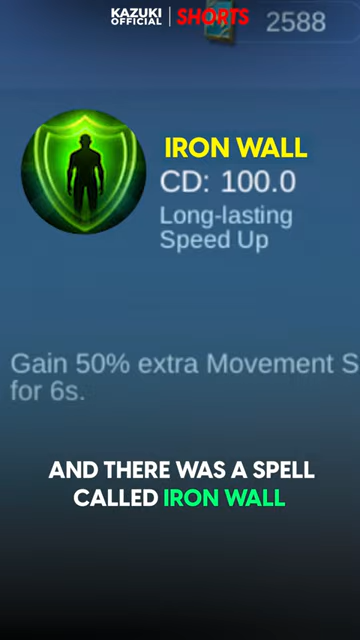 KAZUKI
OFFICIAL
SHORTS
2588
IRON WALL
CD: 100.0
Long-lasting
Speed Up
Gain 50% extra Movement S
for 6s.
AND THERE WAS A SPELL
CALLED IRON WALL